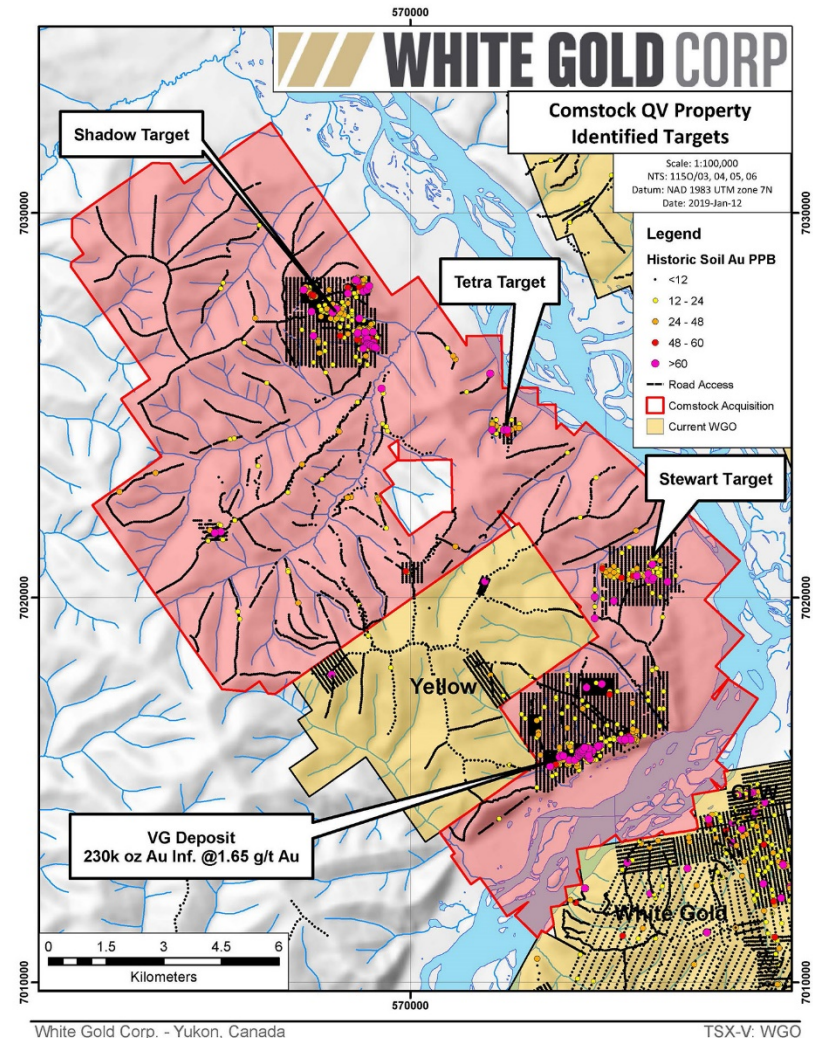 570000
WHITE GOLD CORP
Comstock QV Property
Identified Targets
Scale: 1:100,000
NTS: 115O/03, 04, 05, 06
Datum: NAD 1983 UTM zone 7N
Date: 2019-Jan-12
Shadow Target
7030000
7030000
Legend
Historic Soil Au PPB
<12
12 - 24
24 - 48
48 - 60
>60
Road Access
Comstock Acquisition
Current WGO
Tetra Target
Stewart Target
7020000
7020000
Yellow
VG Deposit
230k oz Au Inf. @1.65 g/t Au
White Gold
0 1.5 3 4.5 6
Kilometers
7010000
7010000
570000
White Gold Corp. - Yukon, Canada
TSX-V: WGO